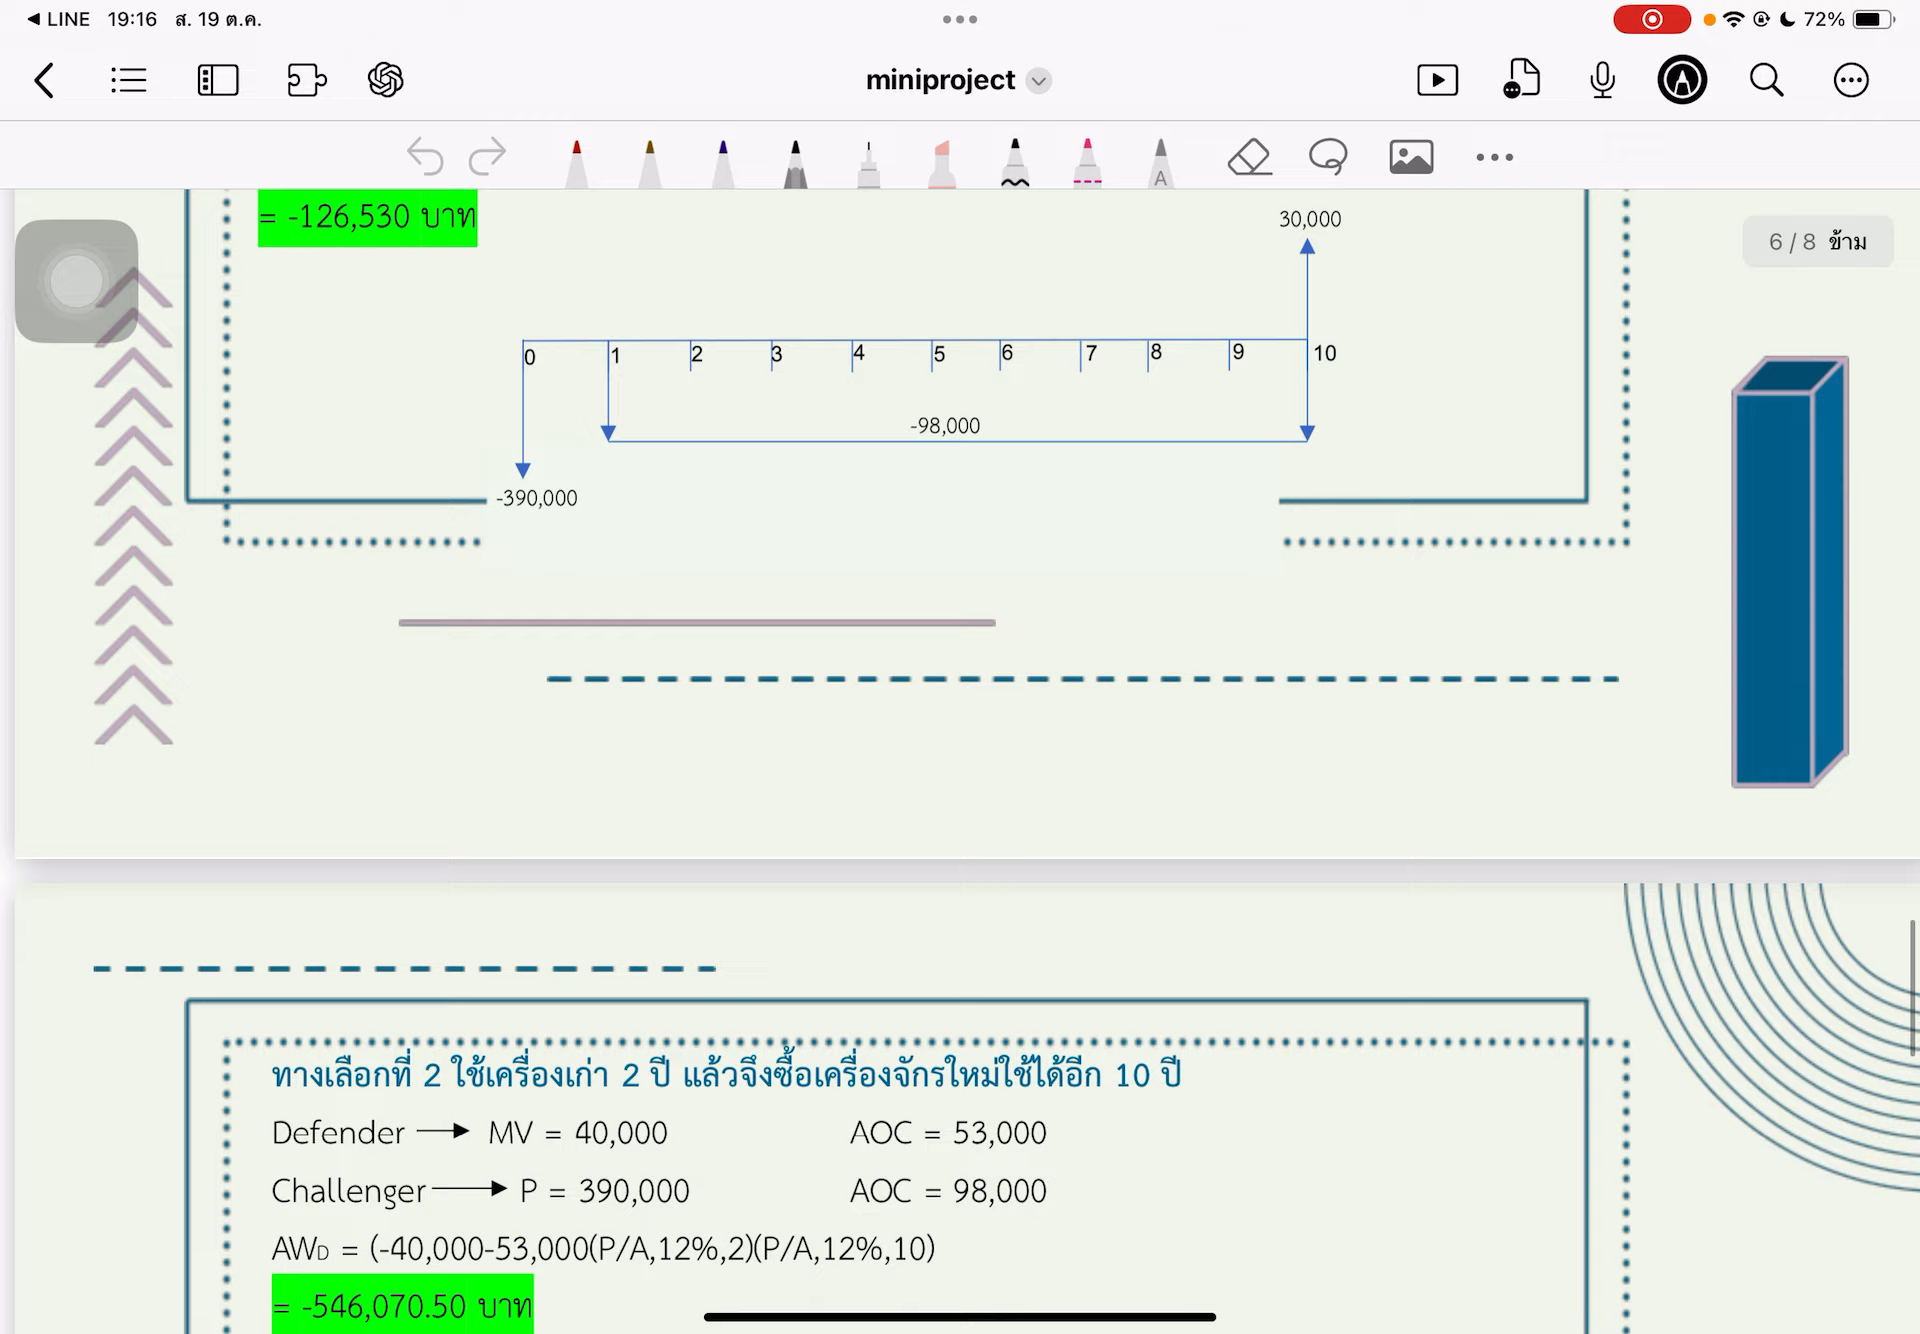 LINE 19:16 ส. 19 ต.ค. 72%
miniproject
A
= -126,530 บาท
30,000
6 / 8 ข้าม
0 1 2 3 4 5 6 7 8 9 10
-98,000
-390,000
ทางเลือกที่ 2 ใช้เครื่องเก่า 2 ปี แล้วจึงซื้อเครื่องจักรใหม่ใช้ได้อีก 10 ปี
Defender → MV = 40,000 AOC = 53,000
Challenger → P = 390,000 AOC = 98,000
AWD = (-40,000-53,000(P/A,12%,2)(P/A,12%,10)
= -546,070.50 บาท